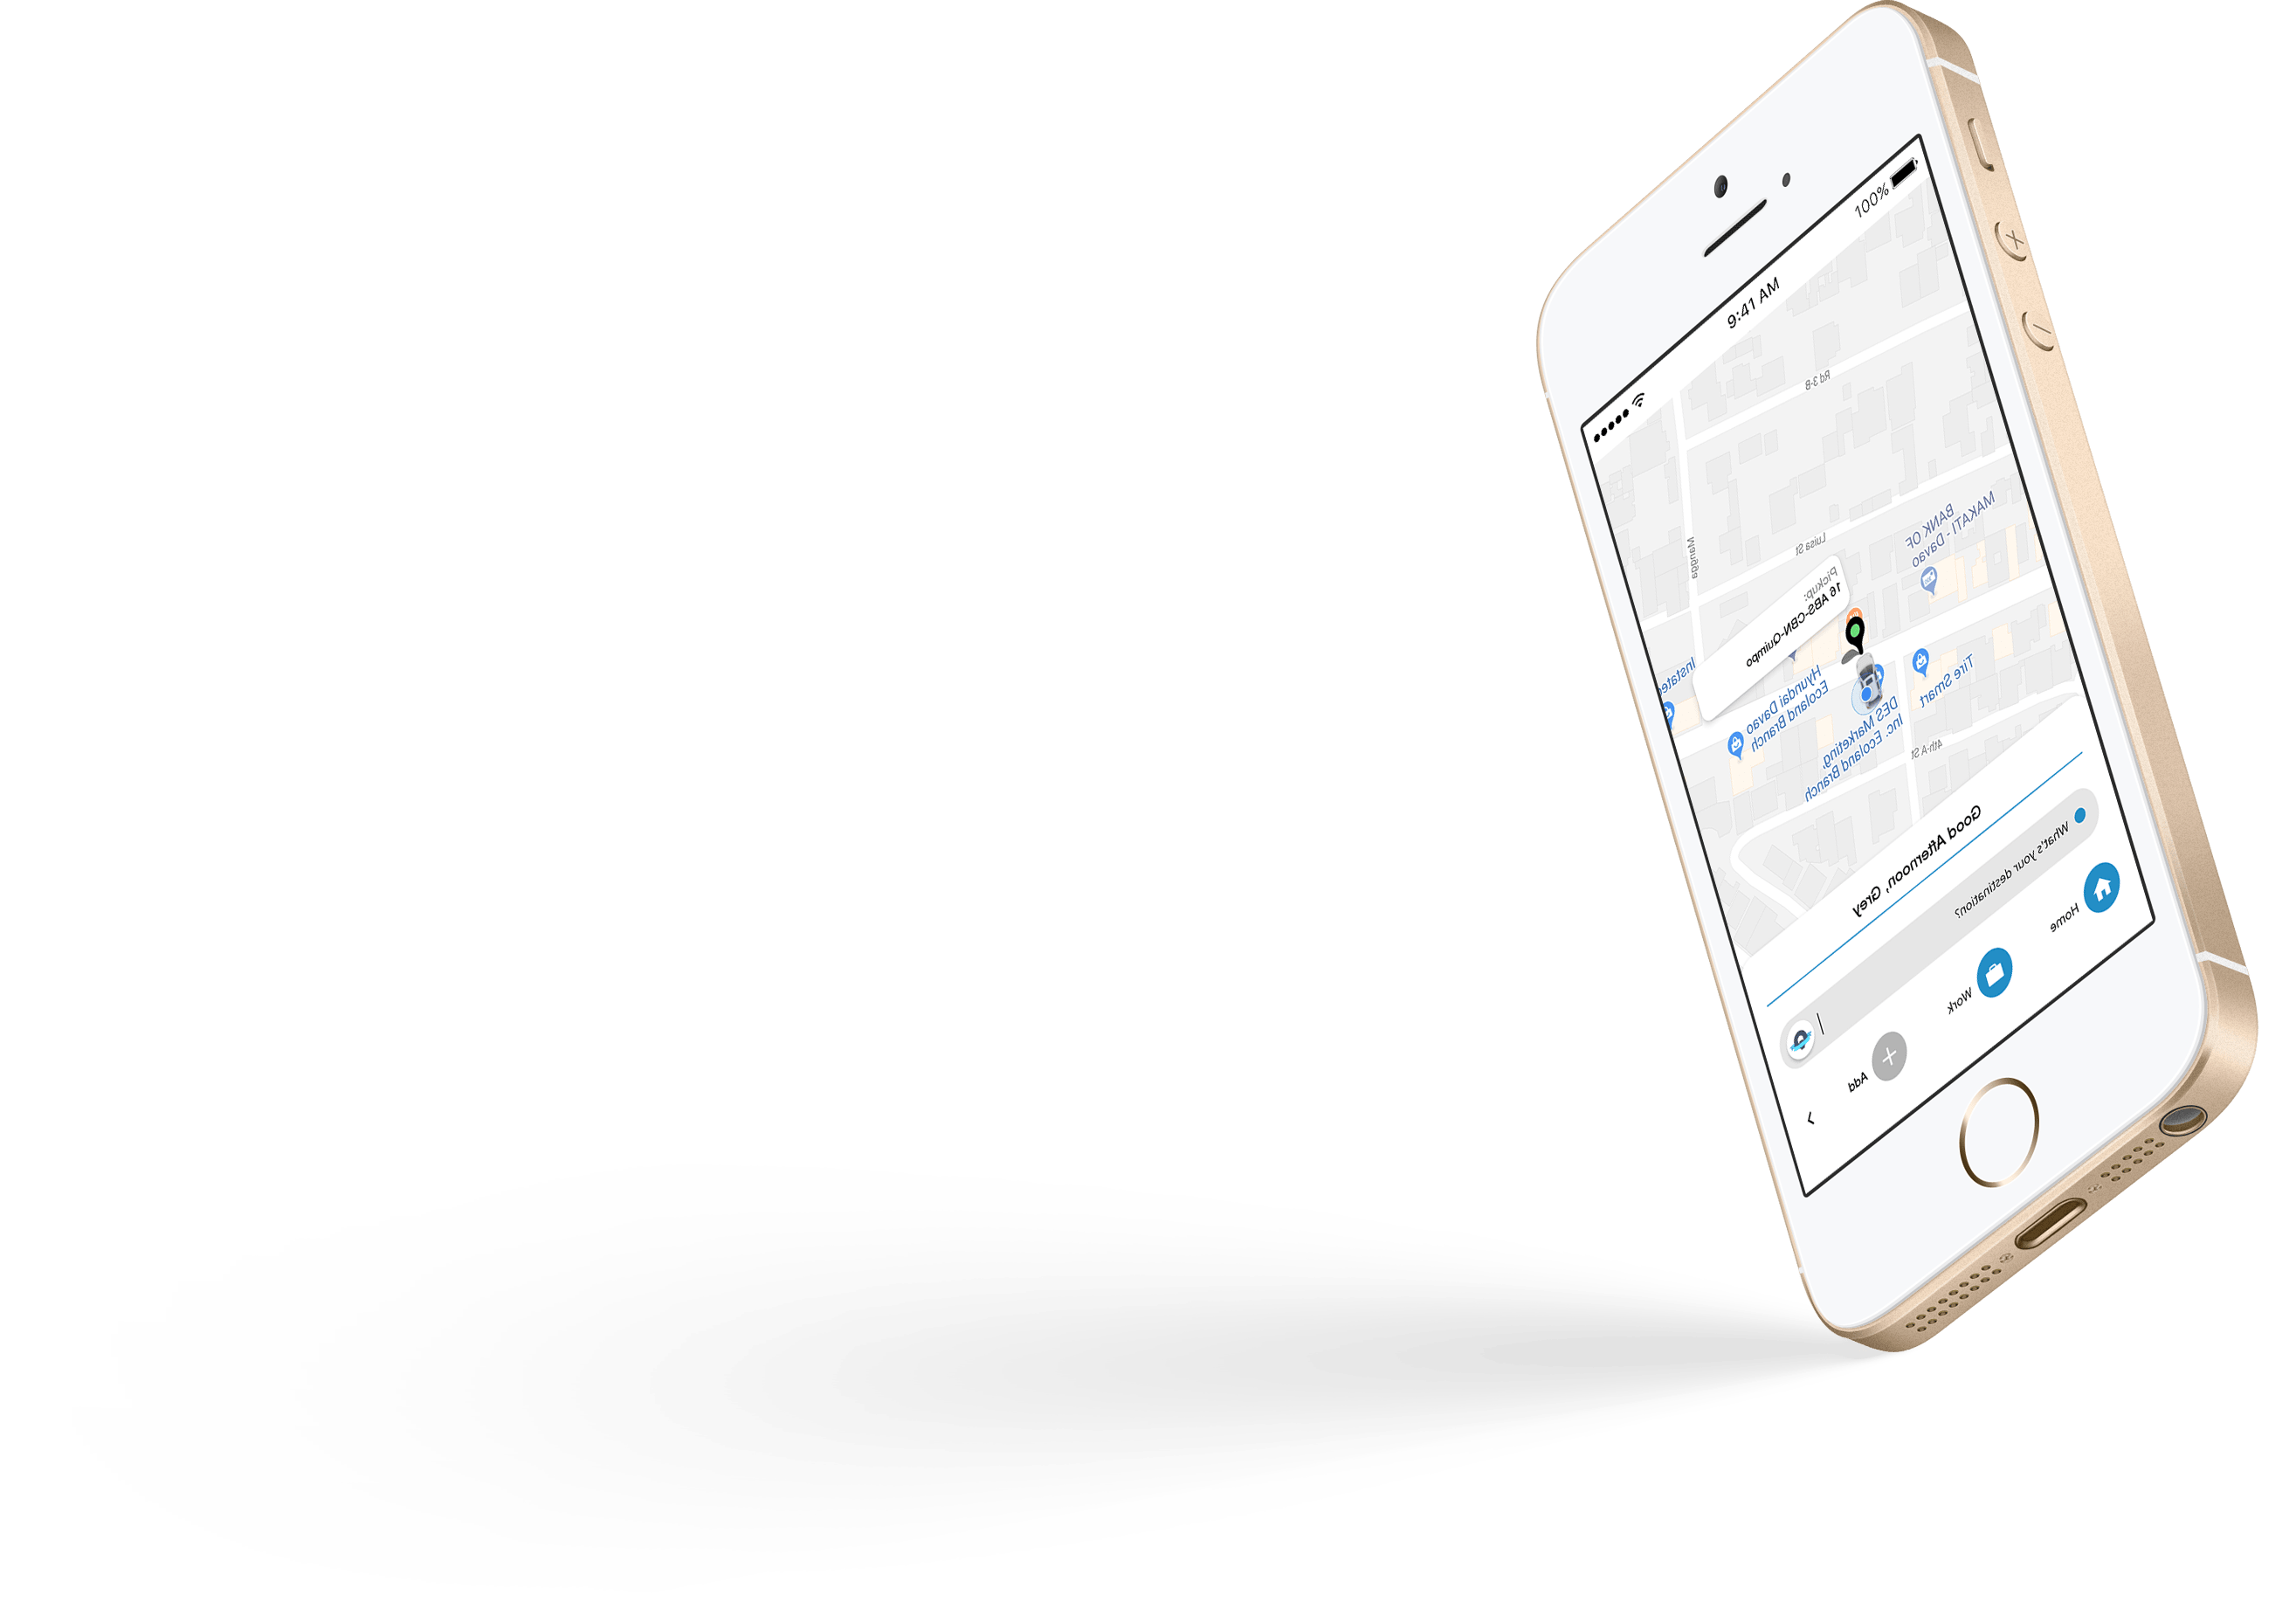 9:41 AM
100%
Rd 3-B
Manga
Luisa St
BANK OF
MAKATI - Davao
Pickup:
16 ABS-CBN-Quimpo
Hyundai Davao
Ecoland Branch
DES Marketing,
Inc. Ecoland Branch
Tire Smart
4th-A St
Good Afternoon, Grey
What's your destination?
Home
Work
Add